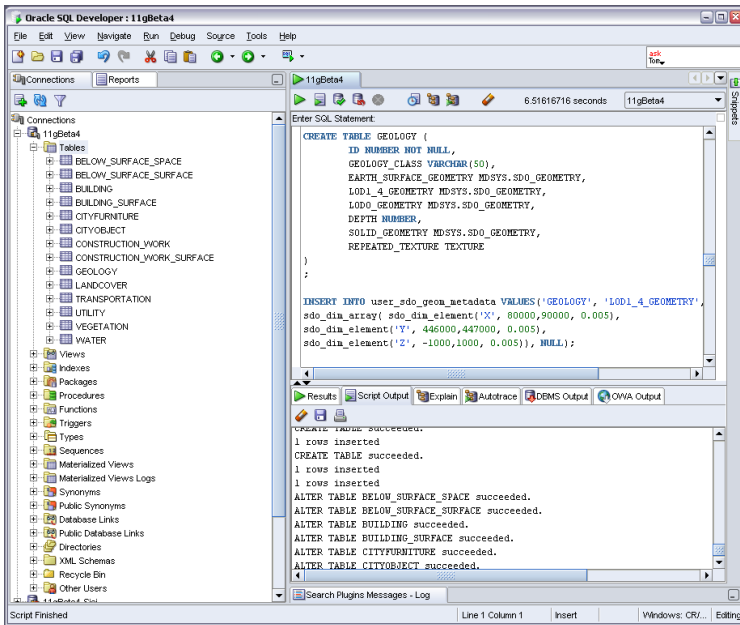 Oracle SQL Developer : 11gBeta4
File Edit View Navigate Run Debug Source Tools Help
ask
Tom
Connections
Reports
Connections
11gBeta4
Tables
BELOW_SURFACE_SPACE
BELOW_SURFACE_SURFACE
BUILDING
BUILDING_SURFACE
CITYFURNITURE
CITYOBJECT
CONSTRUCTION_WORK
CONSTRUCTION_WORK_SURFACE
GEOLOGY
LANDCOVER
TRANSPORTATION
UTILITY
VEGETATION
WATER
Views
Indexes
Packages
Procedures
Functions
Triggers
Types
Sequences
Materialized Views
Materialized Views Logs
Synonyms
Public Synonyms
Database Links
Public Database Links
Directories
XML Schemas
Recycle Bin
Other Users
11gBeta4_Sisi
11gBeta4
6.51616716 seconds
11gBeta4
Snippets
Enter SQL Statement:
CREATE TABLE GEOLOGY (
ID NUMBER NOT NULL,
GEOLOGY_CLASS VARCHAR(50),
EARTH_SURFACE_GEOMETRY MDSYS.SDO_GEOMETRY,
LOD1_4_GEOMETRY MDSYS.SDO_GEOMETRY,
LOD0_GEOMETRY MDSYS.SDO_GEOMETRY,
DEPTH NUMBER,
SOLID_GEOMETRY MDSYS.SDO_GEOMETRY,
REPEATED_TEXTURE TEXTURE
)
;
INSERT INTO user_sdo_geom_metadata VALUES('GEOLOGY', 'LOD1_4_GEOMETRY',
sdo_dim_array( sdo_dim_element('X', 80000,90000, 0.005),
sdo_dim_element('Y', 446000,447000, 0.005),
sdo_dim_element('Z', -1000,1000, 0.005)), NULL);
Results
Script Output
Explain
Autotrace
DBMS Output
OWA Output
CREATE TABLE succeeded.
1 rows inserted
CREATE TABLE succeeded.
1 rows inserted
1 rows inserted
ALTER TABLE BELOW_SURFACE_SPACE succeeded.
ALTER TABLE BELOW_SURFACE_SURFACE succeeded.
ALTER TABLE BUILDING succeeded.
ALTER TABLE BUILDING_SURFACE succeeded.
ALTER TABLE CITYFURNITURE succeeded.
ALTER TABLE CITYOBJECT succeeded.
Search Plugins Messages - Log
Script Finished
Line 1 Column 1
Insert
Windows: CR/...
Editing